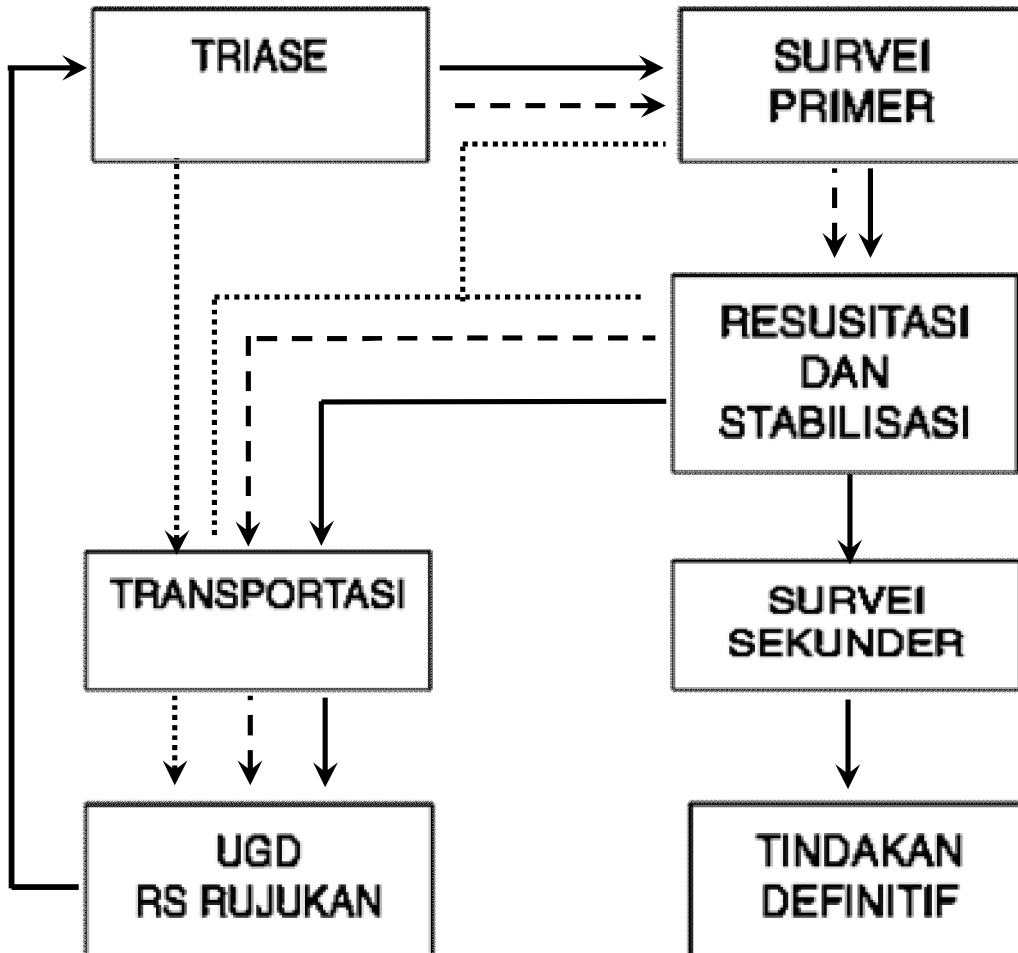 TRIASE
SURVEI
PRIMER
RESUSITASI
DAN
STABILISASI
TRANSPORTASI
SURVEI
SEKUNDER
UGD
RS RUJUKAN
TINDAKAN
DEFINITIF